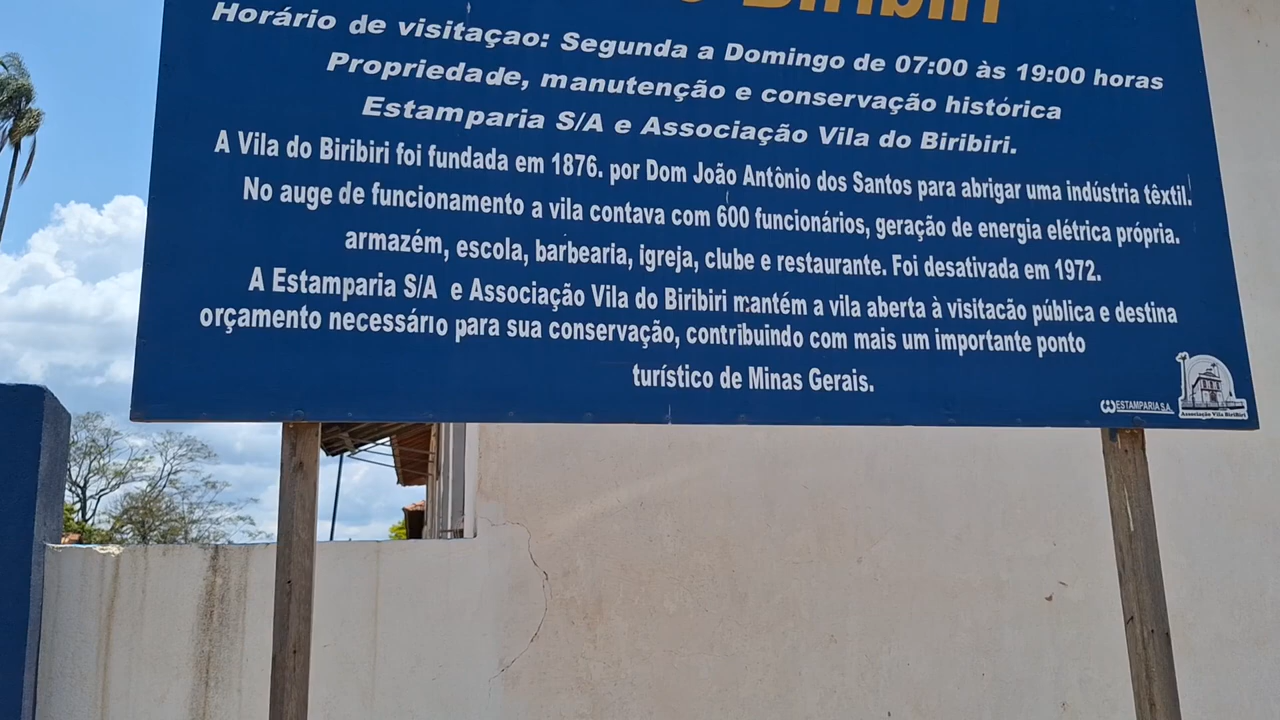 Biribiri
Horário de visitaçao: Segunda a Domingo de 07:00 às 19:00 horas
Propriedade, manutenção e conservação histórica
Estamparia S/A e Associação Vila do Biribiri.
A Vila do Biribiri foi fundada em 1876. por Dom João Antônio dos Santos para abrigar uma indústria têxtil.
No auge de funcionamento a vila contava com 600 funcionários, geração de energia elétrica própria.
armazém, escola, barbearia, igreja, clube e restaurante. Foi desativada em 1972.
A Estamparia S/A e Associação Vila do Biribiri mantém a vila aberta à visitacão pública e destina
orçamento necessário para sua conservação, contribuindo com mais um importante ponto
turístico de Minas Gerais.
ESTAMPARIA S.A.
Associação Vila BiriBiri